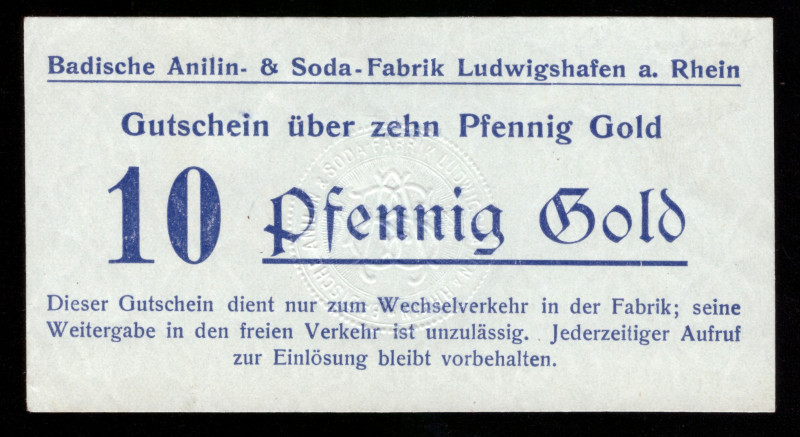 Badische Anilin- & Soda-Fabrik Ludwigshafen a. Rhein
Gutschein über zehn Pfennig Gold
10 Pfennig Gold
Dieser Gutschein dient nur zum Wechselverkehr in der Fabrik; seine
Weitergabe in den freien Verkehr ist unzulässig. Jederzeitiger Aufruf
zur Einlösung bleibt vorbehalten.